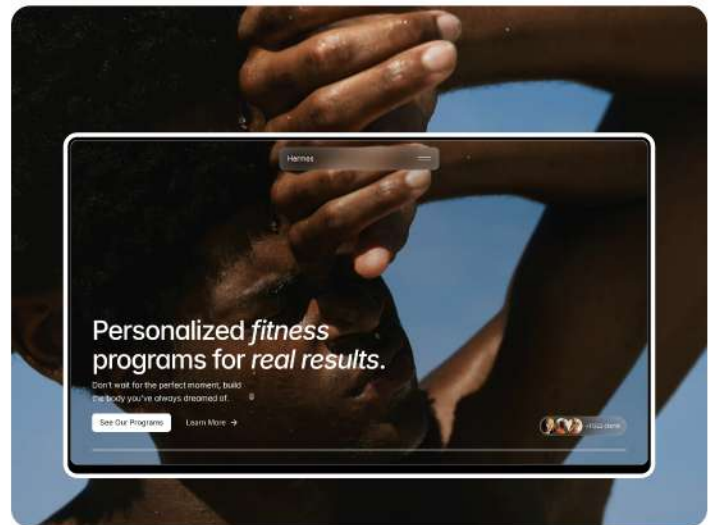 Hermes
Personalized fitness
programs for real results.
Don't wait for the perfect moment, build
the body you've always dreamed of.
See Our Programs
Learn More →